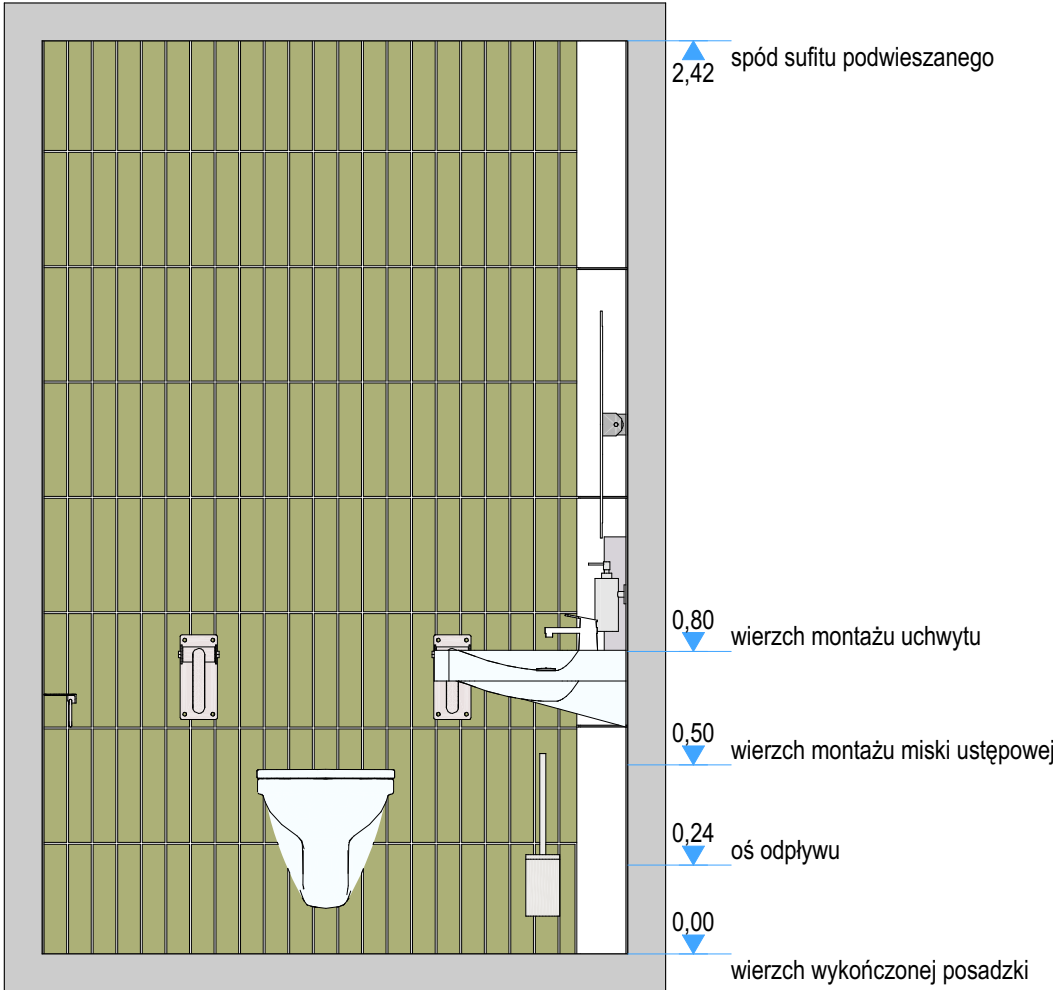 2,42 spód sufitu podwieszanego
0,80 wierzch montażu uchwytu
0,50 wierzch montażu miski ustępowej
0,24 oś odpływu
0,00
wierzch wykończonej posadzki